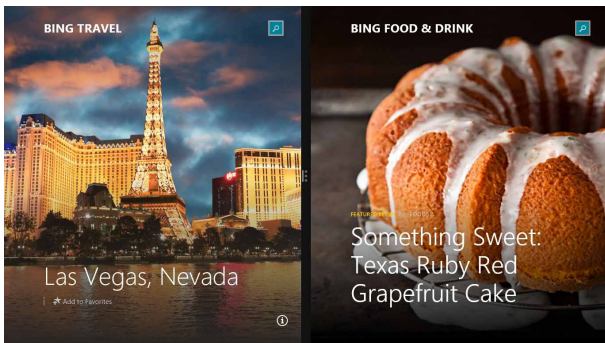 BING TRAVEL
Las Vegas, Nevada
Add to Favorites
BING FOOD & DRINK
Something Sweet:
Texas Ruby Red
Grapefruit Cake